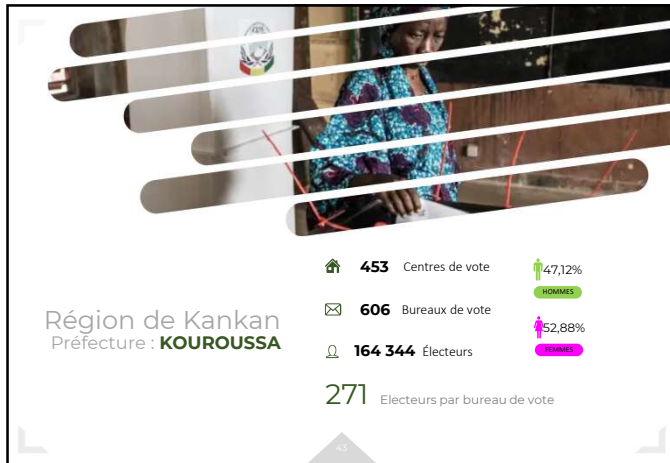 Région de Kankan
Préfecture : KOUROUSSA
453 Centres de vote
606 Bureaux de vote
164 344 Électeurs
47,12%
HOMMES
52,88%
FEMMES
271 Electeurs par bureau de vote
43